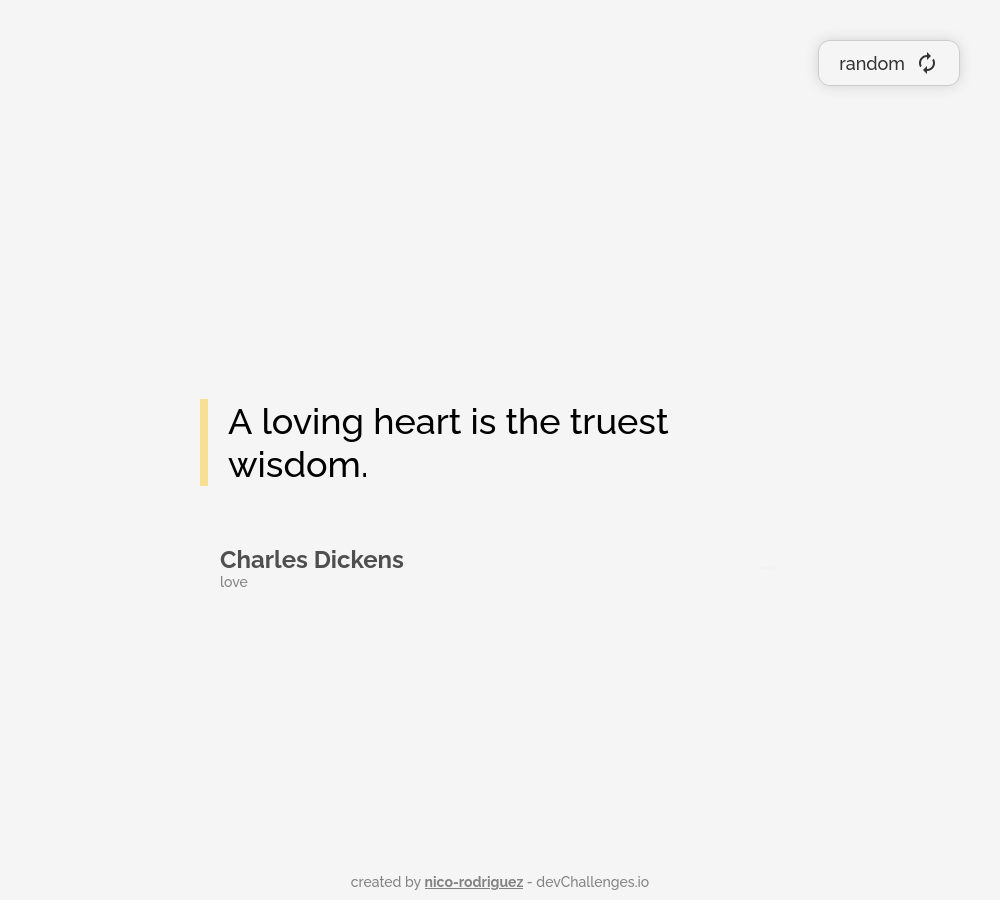 random
A loving heart is the truest
wisdom.
Charles Dickens
love
created by nico-rodriguez - devChallenges.io